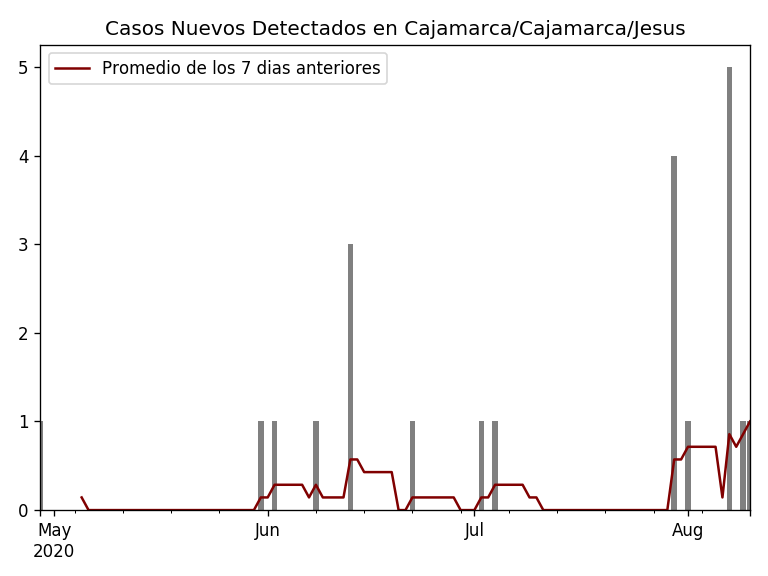 Casos Nuevos Detectados en Cajamarca/Cajamarca/Jesus
Promedio de los 7 dias anteriores
5
4
3
2
1
0
May Jun Jul Aug
2020